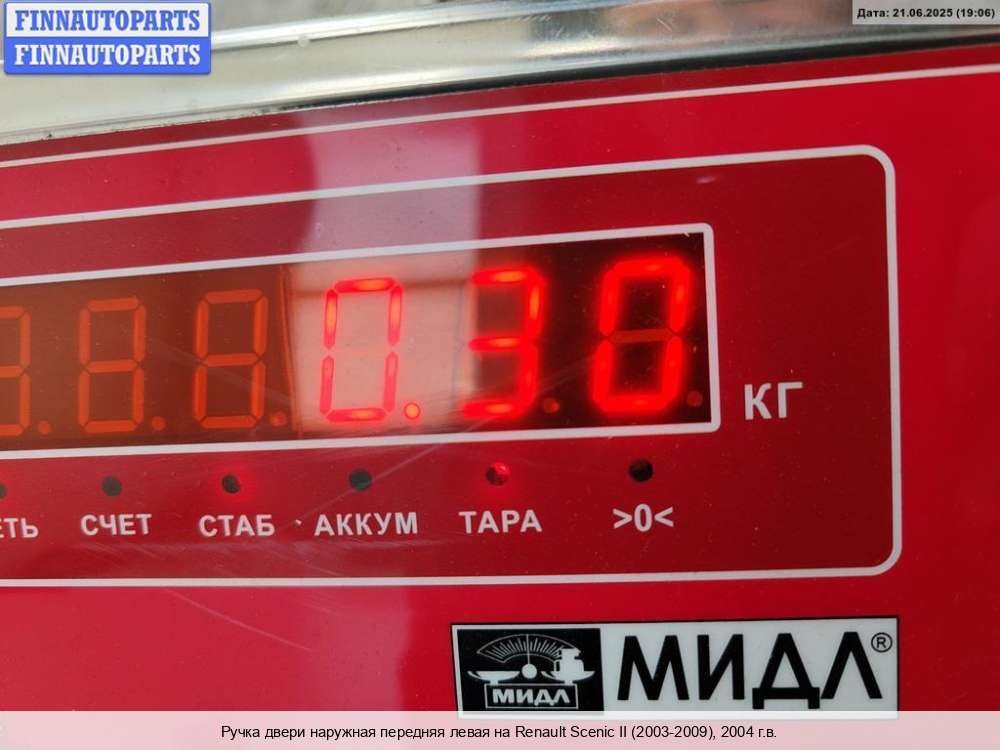 FINNAUTOPARTS
FINNAUTOPARTS
Дата: 21.06.2025 (19:06)
0.30
КГ
СЧЕТ
СТАБ
АККУМ
ТАРА
>0<
МИДЛ
МИДЛ®
Ручка двери наружная передняя левая на Renault Scenic II (2003-2009), 2004 г.в.